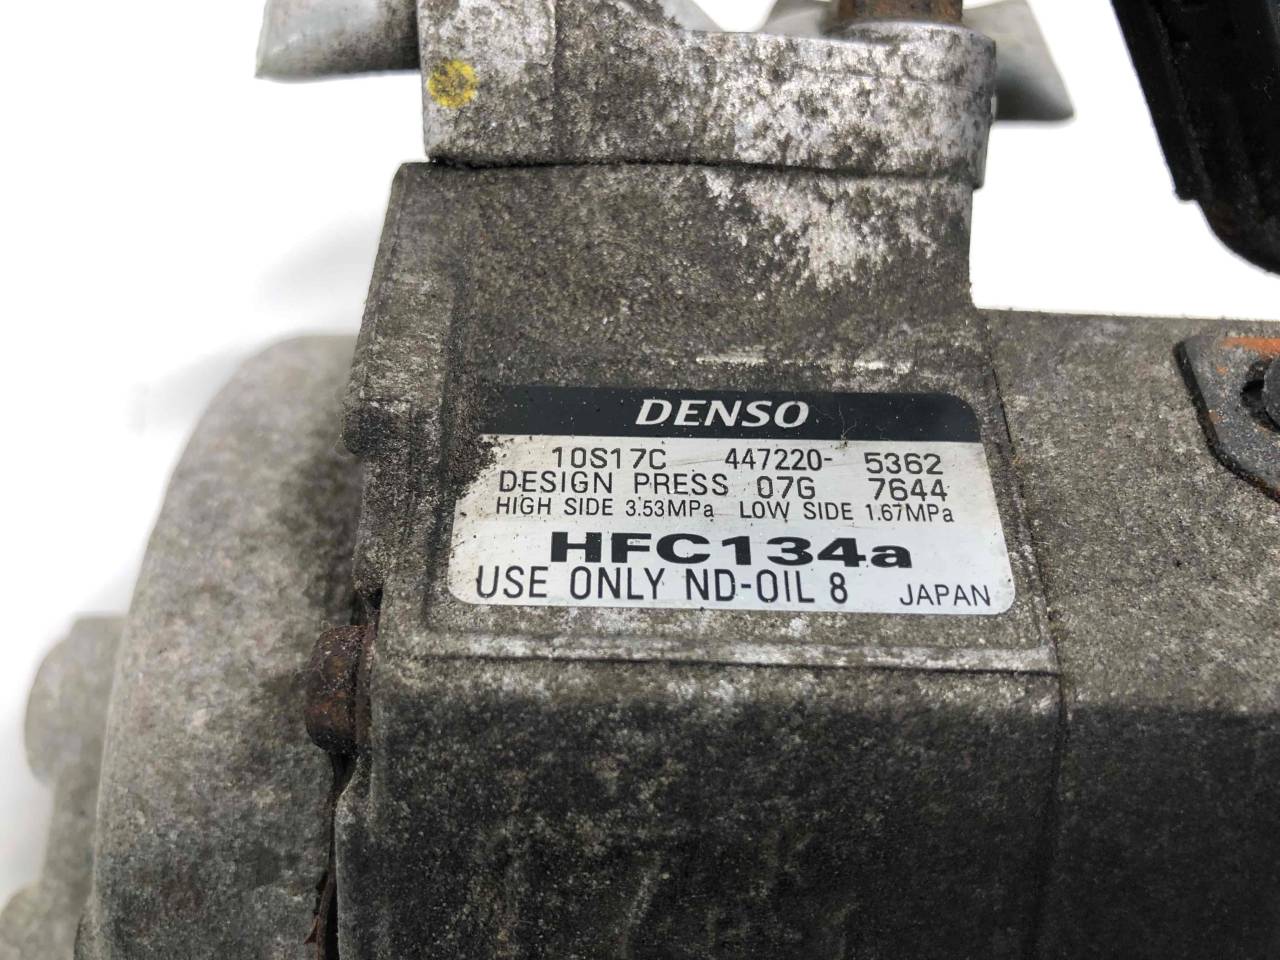 DENSO
10S17C 447220- 5362
DESIGN PRESS 07G 7644
HIGH SIDE 3.53MPa LOW SIDE 1.67MPa
HFC134a
USE ONLY ND-OIL 8 JAPAN